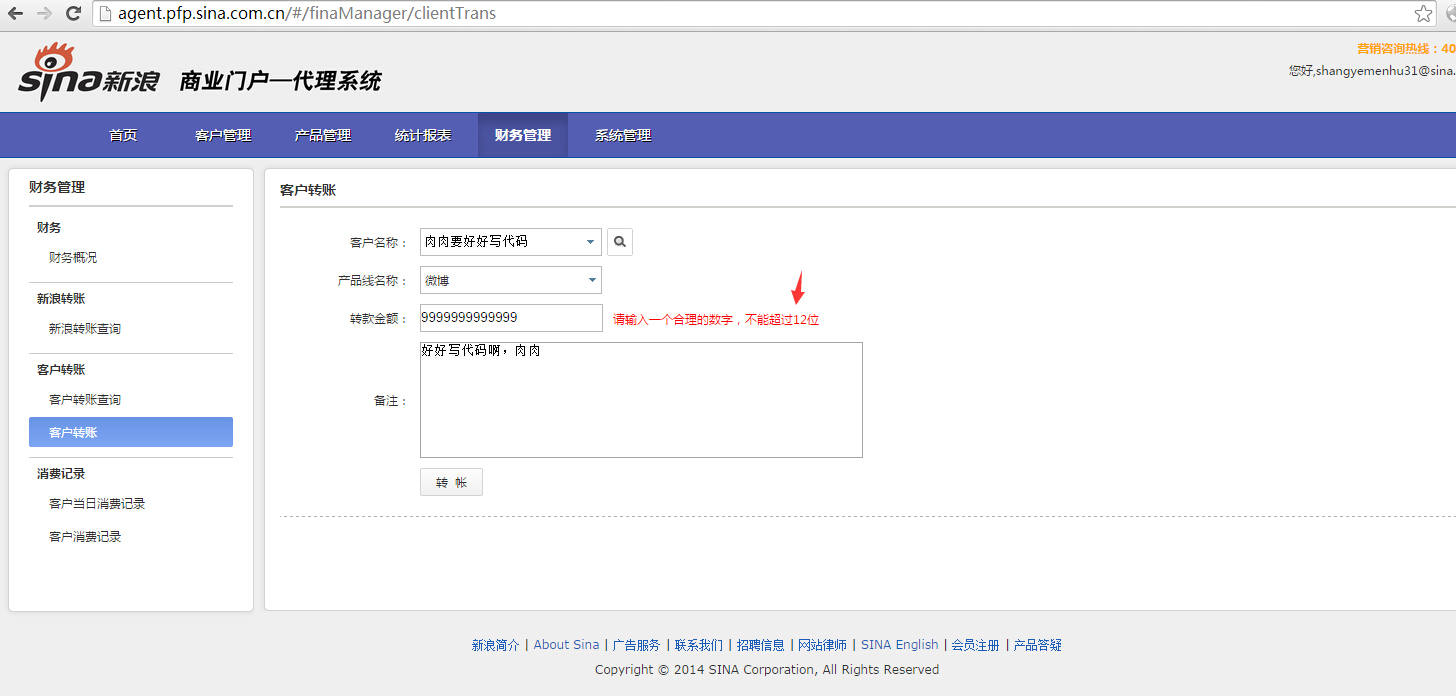 agent.pfp.sina.com.cn/#/finaManager/clientTrans
营销咨询热线：40
sina新浪 商业门户—代理系统
您好,shangyemenhu31@sina.
首页 客户管理 产品管理 统计报表 财务管理 系统管理
财务管理
财务
财务概况
新浪转账
新浪转账查询
客户转账
客户转账查询
客户转账
消费记录
客户当日消费记录
客户消费记录
客户转账
客户名称： 肉肉要好好写代码
产品线名称： 微博
转款金额： 9999999999999 请输入一个合理的数字，不能超过12位
备注： 好好写代码啊，肉肉
转 帐
新浪简介 | About Sina | 广告服务 | 联系我们 | 招聘信息 | 网站律师 | SINA English | 会员注册 | 产品答疑
Copyright © 2014 SINA Corporation, All Rights Reserved